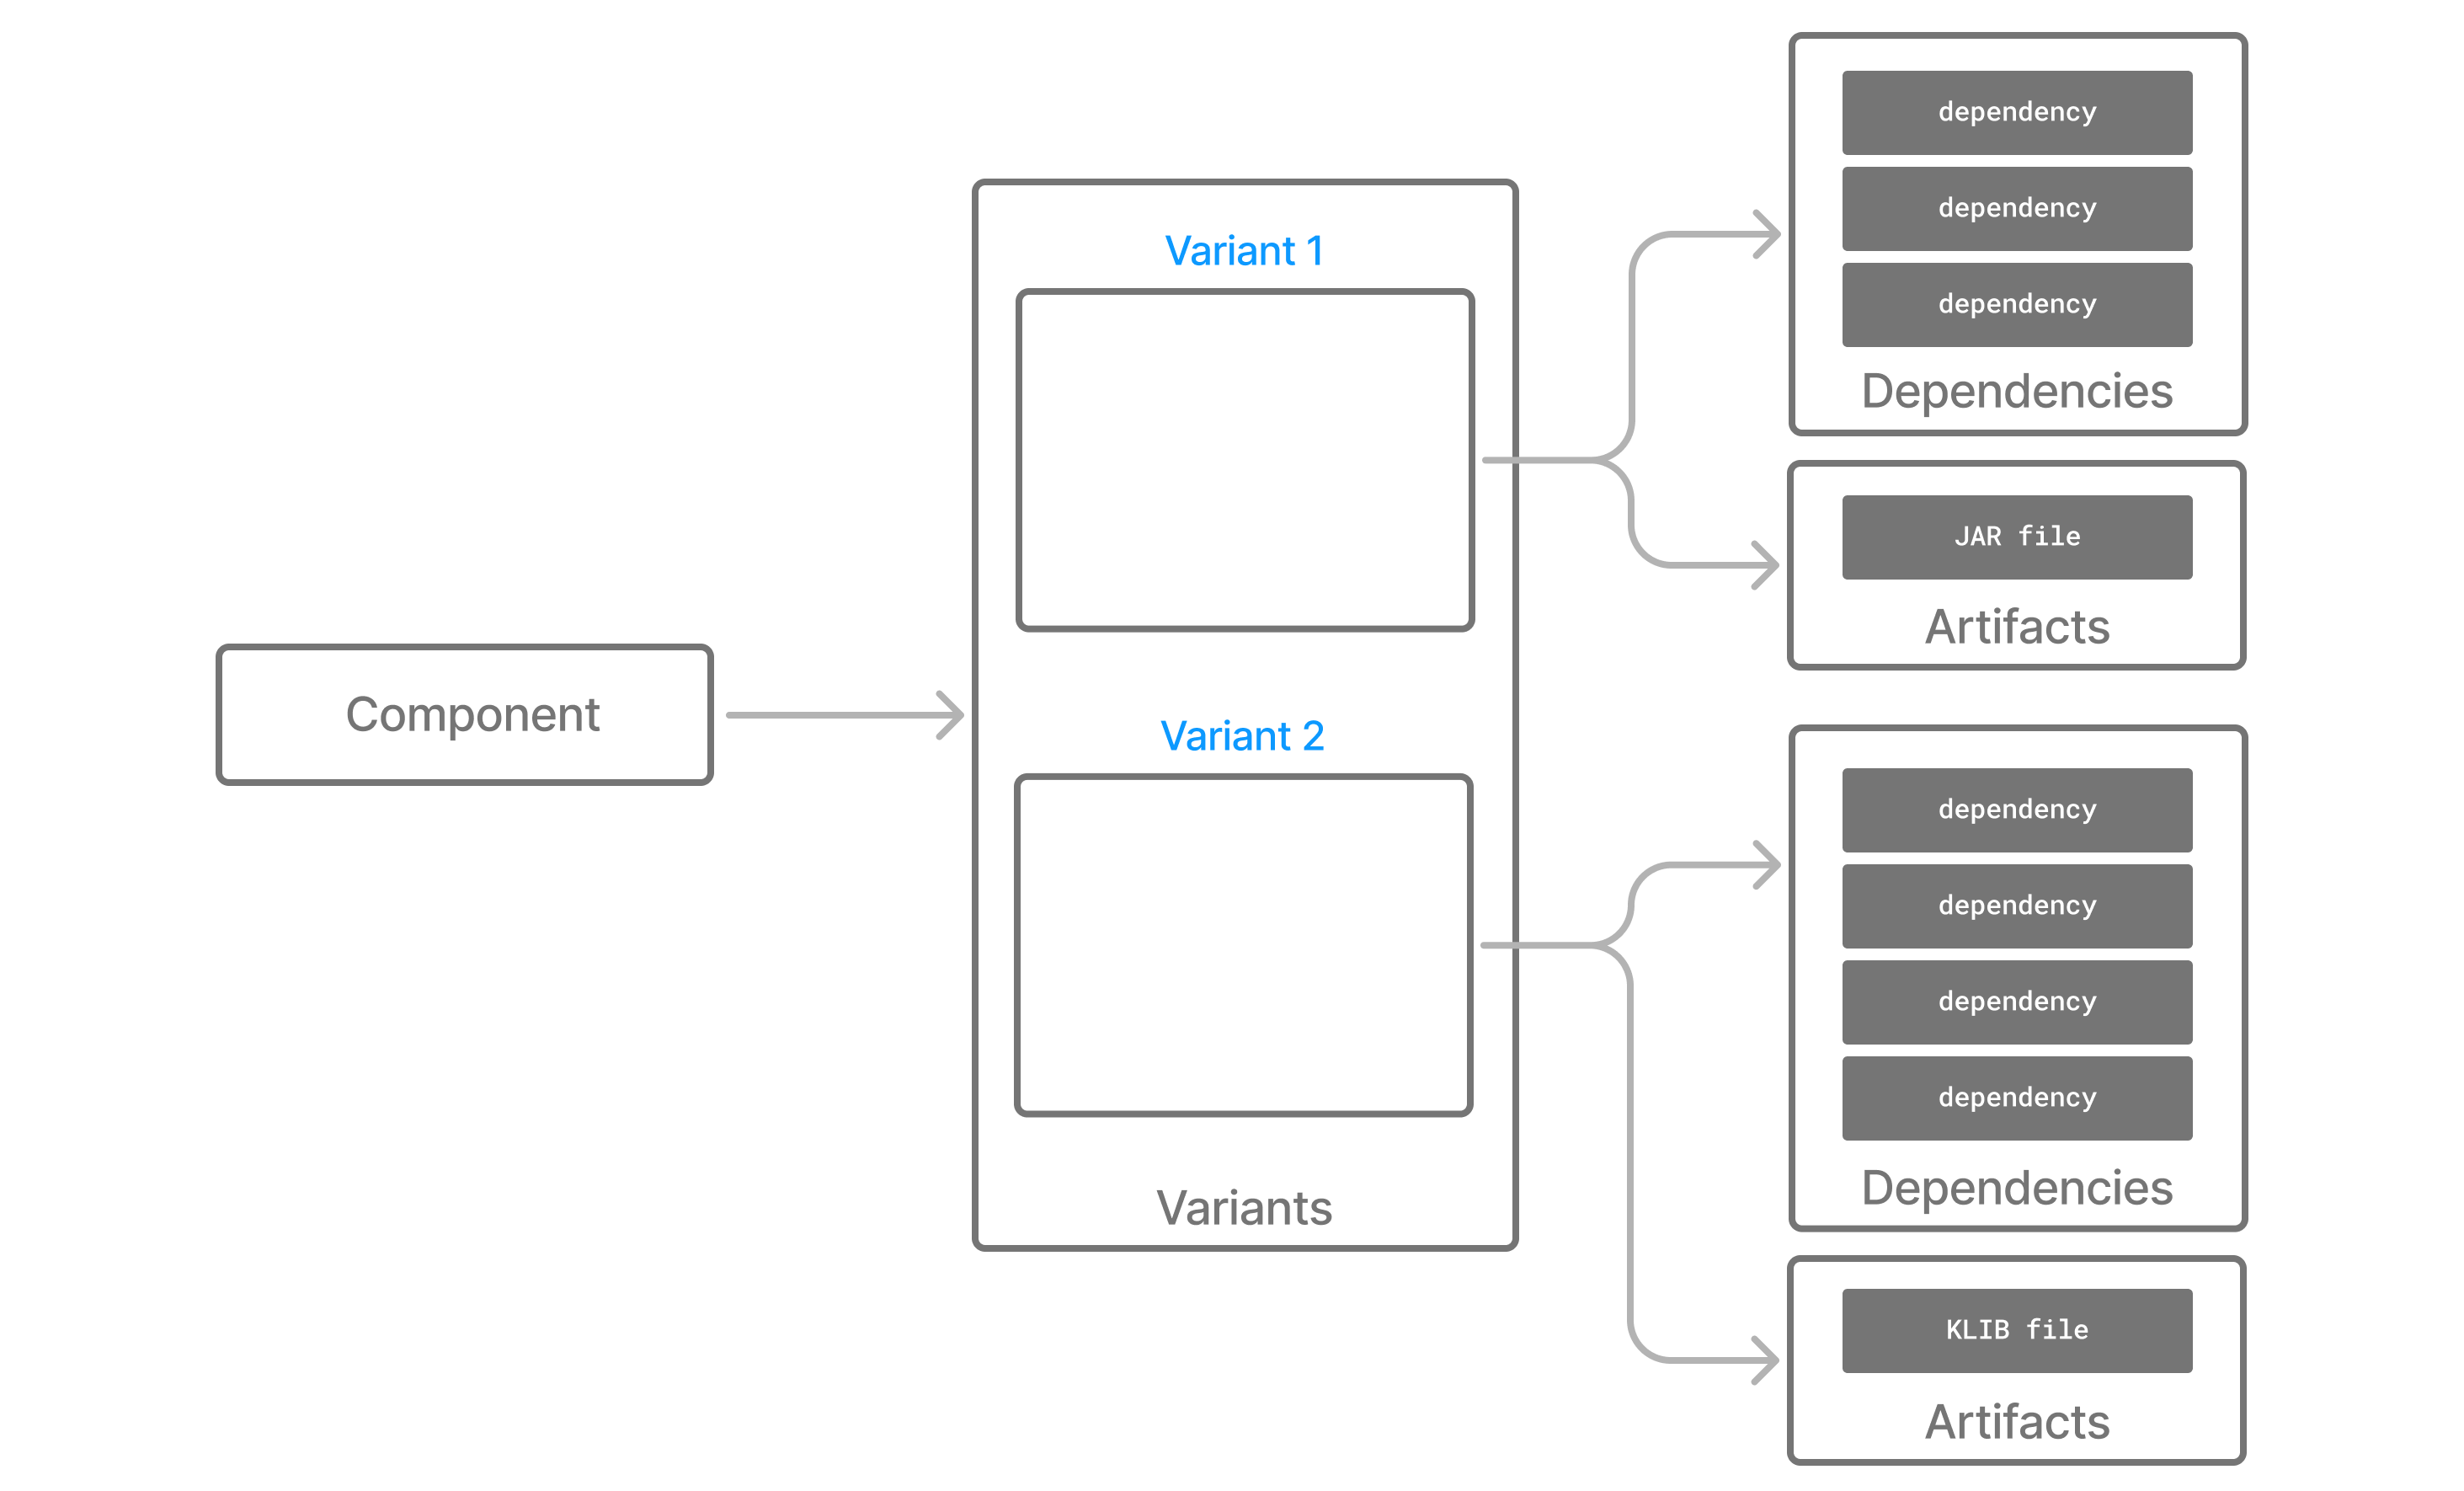 Component
Variant 1
Variant 2
Variants
dependency
dependency
dependency
Dependencies
JAR file
Artifacts
dependency
dependency
dependency
dependency
Dependencies
KLIB file
Artifacts